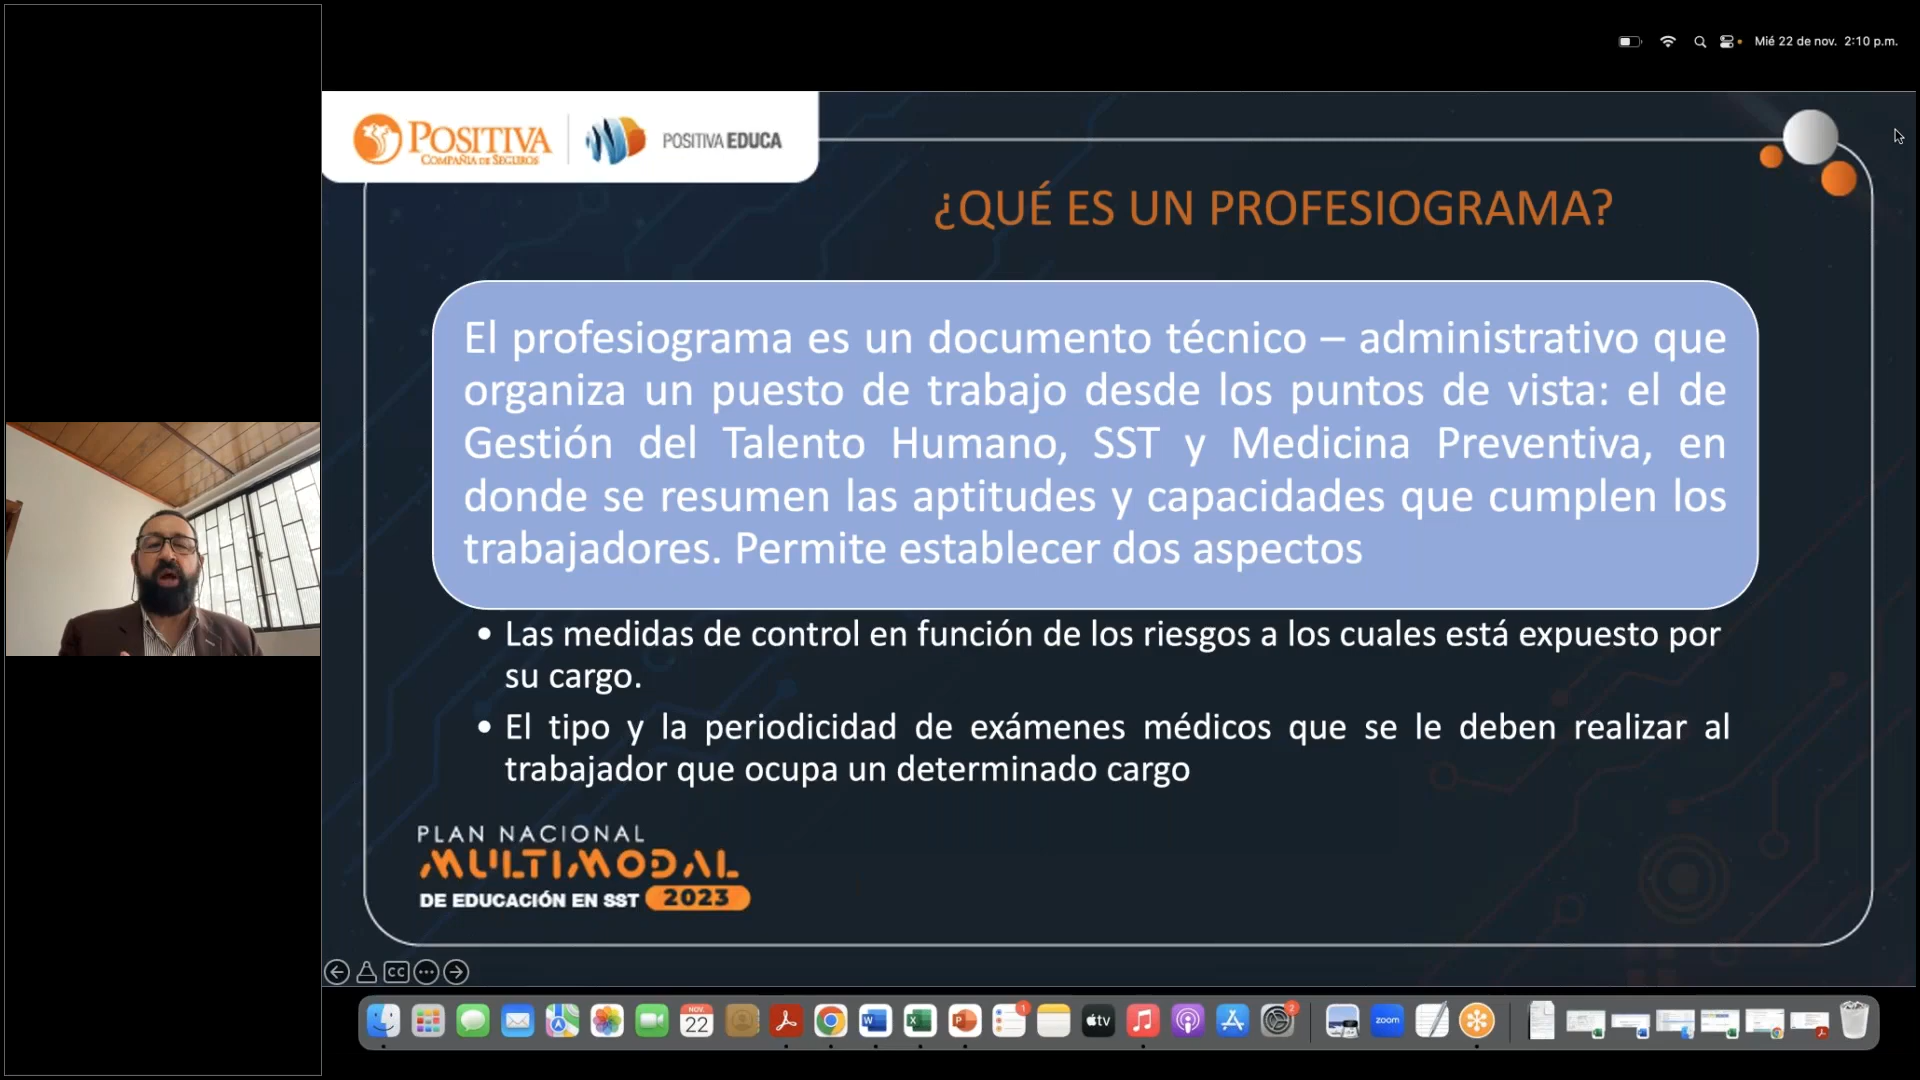 Mié 22 de nov. 2:10 p.m.
POSITIVA
COMPAÑIA DE SEGUROS
POSITIVA EDUCA
¿QUÉ ES UN PROFESIOGRAMA?
El profesiograma es un documento técnico – administrativo que
organiza un puesto de trabajo desde los puntos de vista: el de
Gestión del Talento Humano, SST y Medicina Preventiva, en
donde se resumen las aptitudes y capacidades que cumplen los
trabajadores. Permite establecer dos aspectos
• Las medidas de control en función de los riesgos a los cuales está expuesto por
su cargo.
• El tipo y la periodicidad de exámenes médicos que se le deben realizar al
trabajador que ocupa un determinado cargo
PLAN NACIONAL
MULTIMODAL
DE EDUCACIÓN EN SST 2023
CC
NOV.
22
W
X
P
1
tv
2
zoom